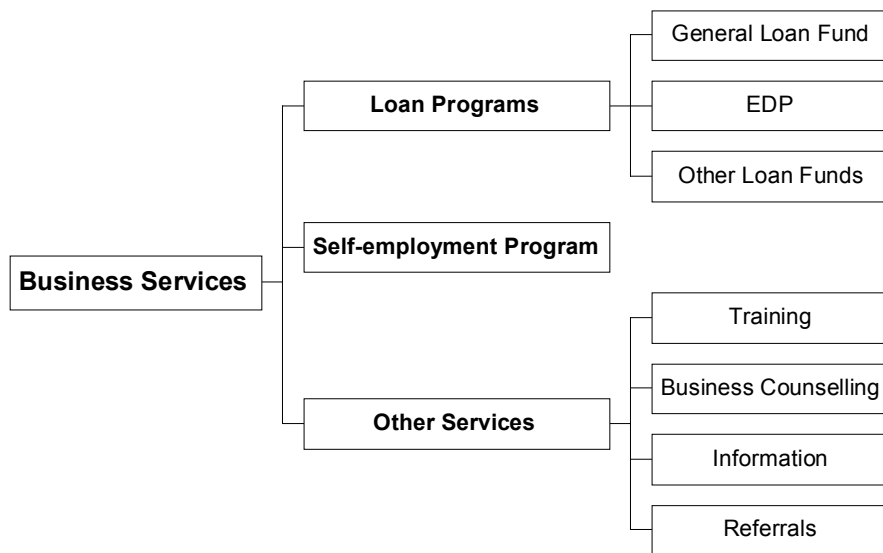 Business Services
Loan Programs
General Loan Fund
EDP
Other Loan Funds
Self-employment Program
Other Services
Training
Business Counselling
Information
Referrals